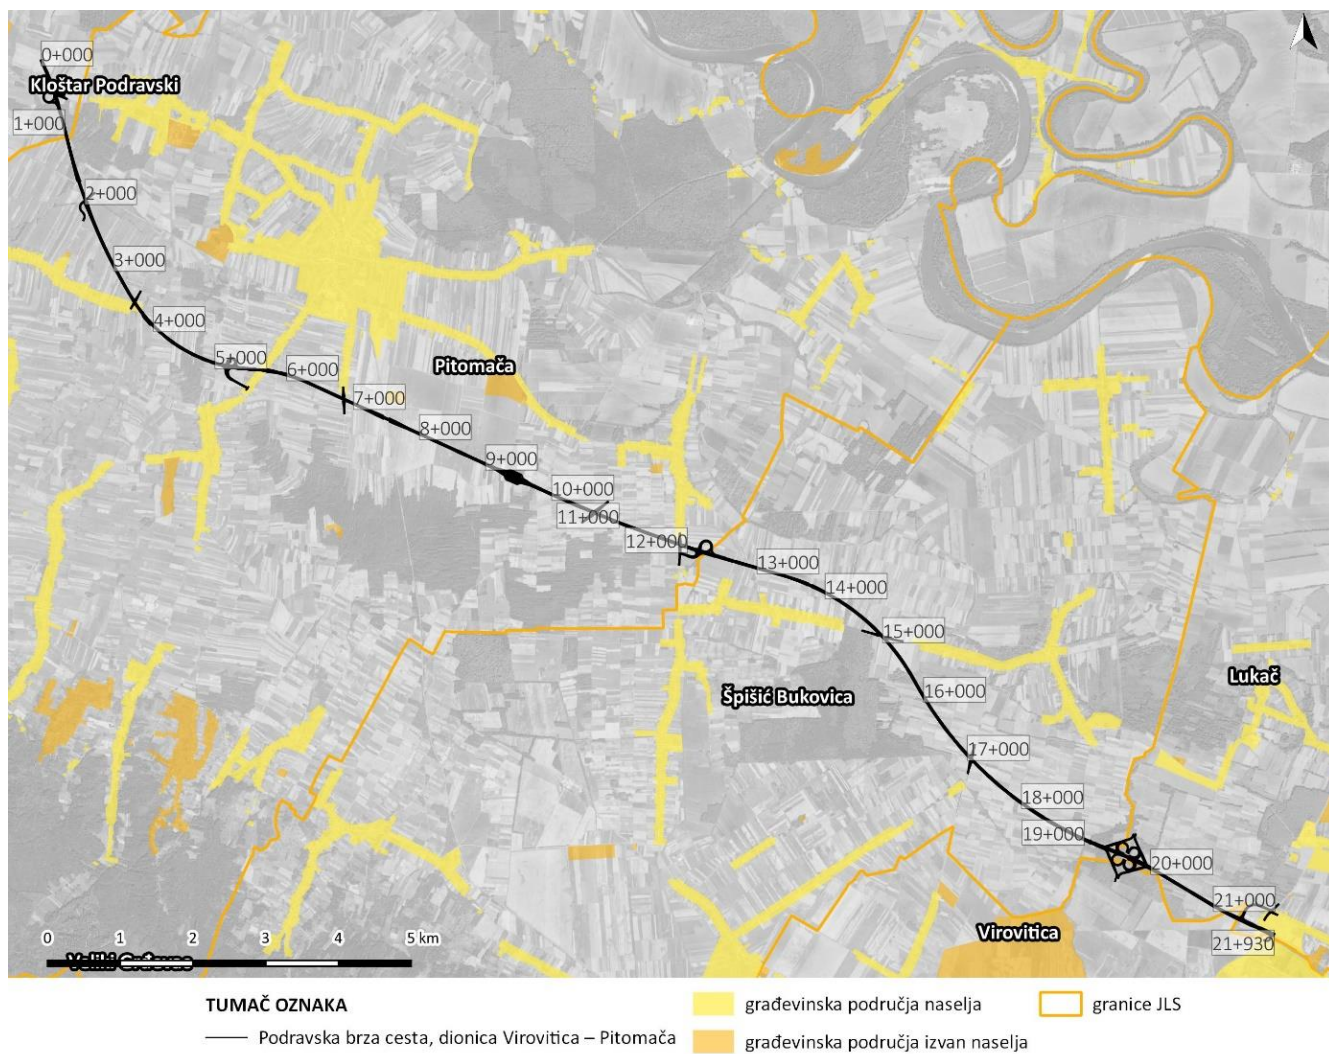 0+000
Kloštar Podravski
1+000
2+000
3+000
4+000
5+000
6+000
Pitomača
7+000
8+000
9+000
10+000
11+000
12+000
13+000
14+000
15+000
Špišić Bukovica
16+000
Lukač
17+000
18+000
19+000
20+000
21+000
Virovitica
21+930
0 1 2 3 4 5 km
Veliki Grđevac
TUMAČ OZNAKA
Podravska brza cesta, dionica Virovitica – Pitomača
građevinska područja naselja
građevinska područja izvan naselja
granice JLS